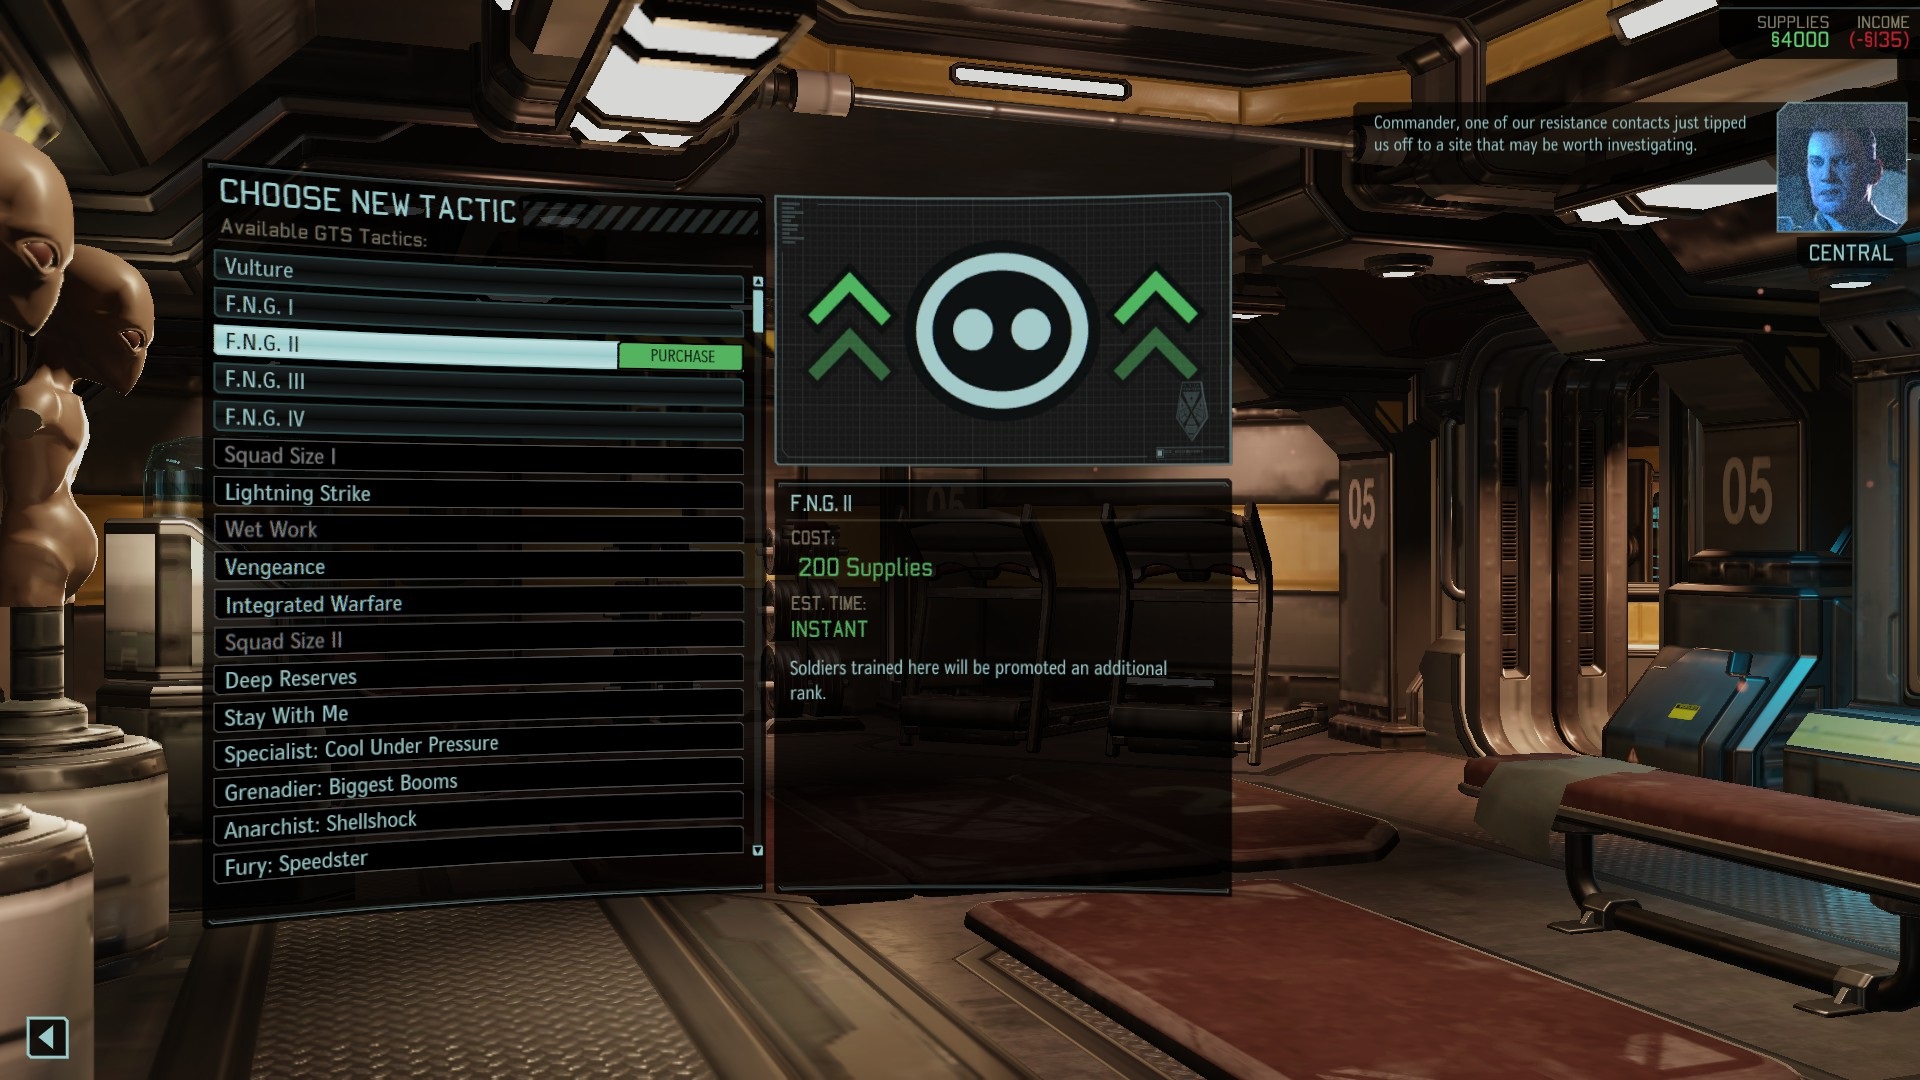 SUPPLIES INCOME
§4000 (-§135)
Commander, one of our resistance contacts just tipped
us off to a site that may be worth investigating.
CENTRAL
CHOOSE NEW TACTIC
Available GTS Tactics:
Vulture
F.N.G. I
F.N.G. II
PURCHASE
F.N.G. III
F.N.G. IV
Squad Size I
Lightning Strike
Wet Work
Vengeance
Integrated Warfare
Squad Size II
Deep Reserves
Stay With Me
Specialist: Cool Under Pressure
Grenadier: Biggest Booms
Anarchist: Shellshock
Fury: Speedster
F.N.G. II
COST:
200 Supplies
EST. TIME:
INSTANT
Soldiers trained here will be promoted an additional
rank.
05
05
05